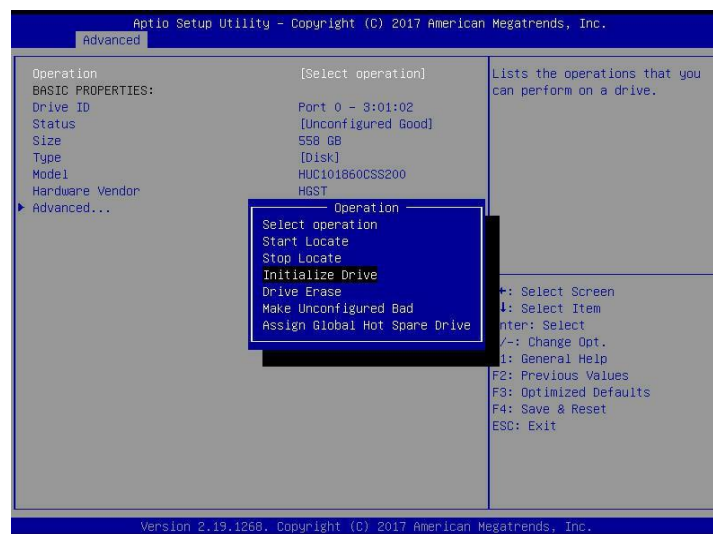 Aptio Setup Utility – Copyright (C) 2017 American Megatrends, Inc.
Advanced
Operation [Select operation]
BASIC PROPERTIES:
Drive ID Port 0 - 3:01:02
Status [Unconfigured Good]
Size 558 GB
Type [Disk]
Model HUC101860CSS200
Hardware Vendor HGST
Advanced...
Operation
Select operation
Start Locate
Stop Locate
Initialize Drive
Drive Erase
Make Unconfigured Bad
Assign Global Hot Spare Drive
Lists the operations that you
can perform on a drive.
: Select Screen
: Select Item
nter: Select
/-: Change Opt.
1: General Help
F2: Previous Values
F3: Optimized Defaults
F4: Save & Reset
ESC: Exit
Version 2.19.1268. Copyright (C) 2017 American Megatrends, Inc.